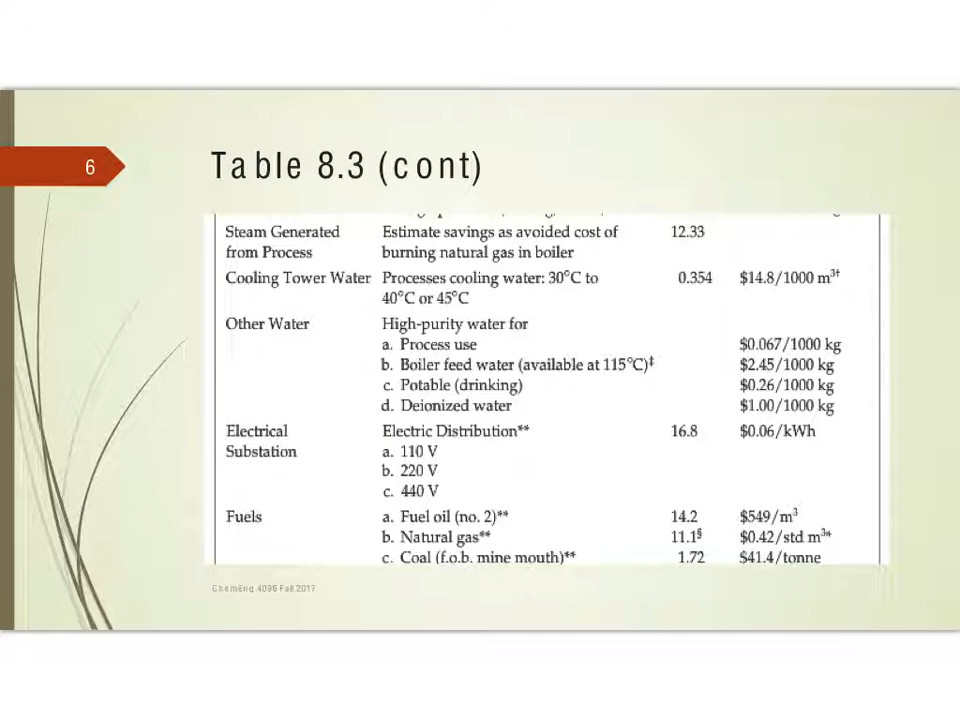 6
Table 8.3 (cont)
Steam Generated Estimate savings as avoided cost of 12.33
from Process burning natural gas in boiler
Cooling Tower Water Processes cooling water: 30°C to 0.354 $14.8/1000 m³†
40°C or 45°C
Other Water High-purity water for
a. Process use $0.067/1000 kg
b. Boiler feed water (available at 115°C)‡ $2.45/1000 kg
c. Potable (drinking) $0.26/1000 kg
d. Deionized water $1.00/1000 kg
Electrical Electric Distribution** 16.8 $0.06/kWh
Substation a. 110 V
b. 220 V
c. 440 V
Fuels a. Fuel oil (no. 2)** 14.2 $549/m³
b. Natural gas** 11.1§ $0.42/std m³*
c. Coal (f.o.b. mine mouth)** 1.72 $41.4/tonne
ChemEng 4096 Fall 2017